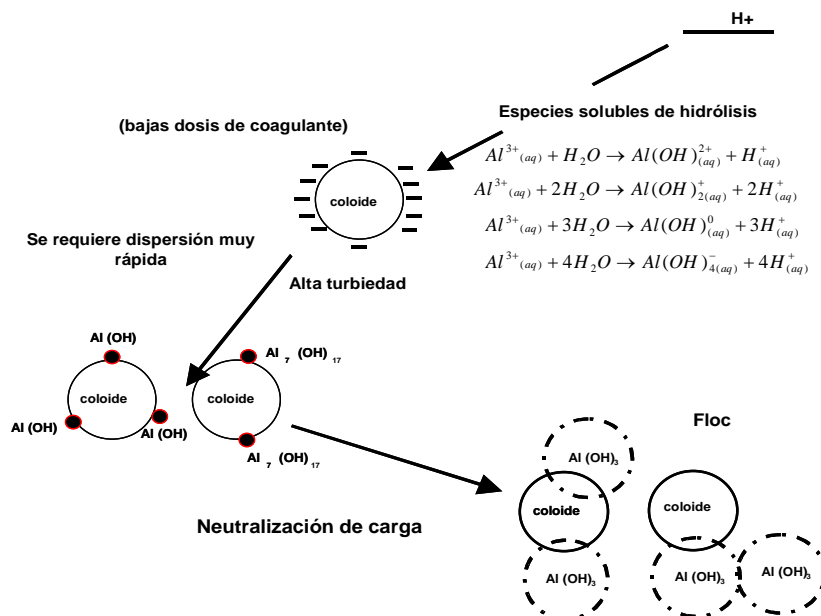 H+
Especies solubles de hidrólisis
(bajas dosis de coagulante)
Al³⁺₍aq₎ + H₂O → Al(OH)²⁺₍aq₎ + H⁺₍aq₎
Al³⁺₍aq₎ + 2H₂O → Al(OH)⁺₂₍aq₎ + 2H⁺₍aq₎
Al³⁺₍aq₎ + 3H₂O → Al(OH)⁰₍aq₎ + 3H⁺₍aq₎
Al³⁺₍aq₎ + 4H₂O → Al(OH)⁻₄₍aq₎ + 4H⁺₍aq₎
coloide
Se requiere dispersión muy
rápida
Alta turbiedad
Al (OH)
coloide
Al (OH)
Al (OH)
Al ₇ (OH) ₁₇
coloide
Al ₇ (OH) ₁₇
Floc
Al (OH)₃
coloide
Al (OH)₃
coloide
Al (OH)₃
Al (OH)₃
Neutralización de carga